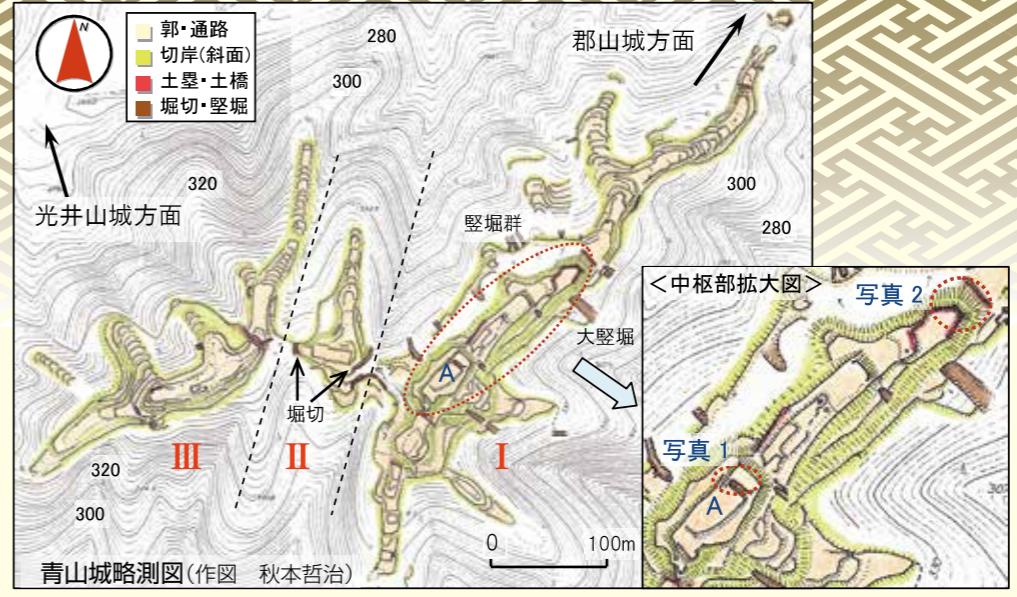 N
郭・通路
切岸(斜面)
土塁・土橋
堀切・竪堀
280
300
郡山城方面
320
光井山城方面
300
280
竪堀群
大竪堀
A
堀切
Ⅲ
Ⅱ
Ⅰ
320
300
0
100m
青山城略測図(作図 秋本哲治)
<中枢部拡大図>
写真2
写真1
A